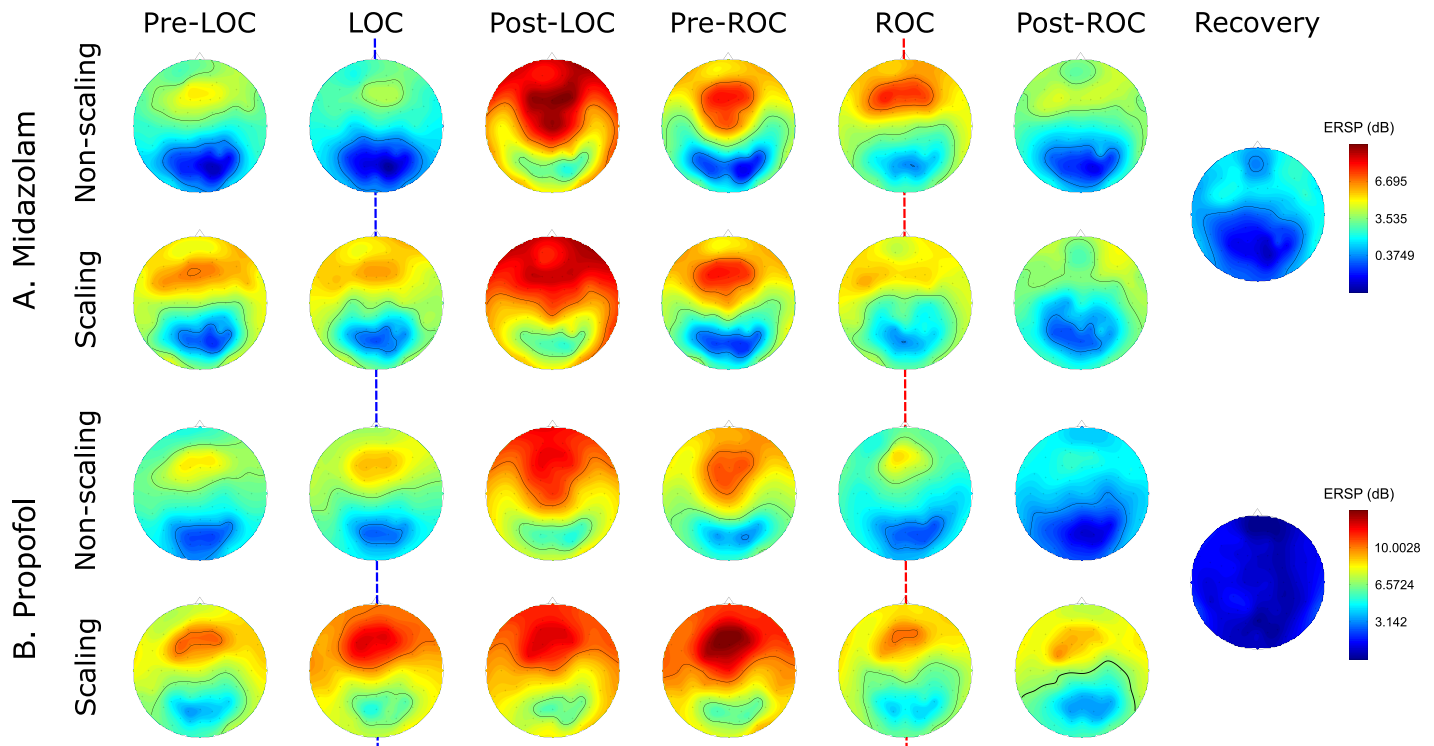 Pre-LOC LOC Post-LOC Pre-ROC ROC Post-ROC Recovery
A. Midazolam
Non-scaling
Scaling
ERSP (dB)
6.695
3.535
0.3749
B. Propofol
Non-scaling
Scaling
ERSP (dB)
10.0028
6.5724
3.142